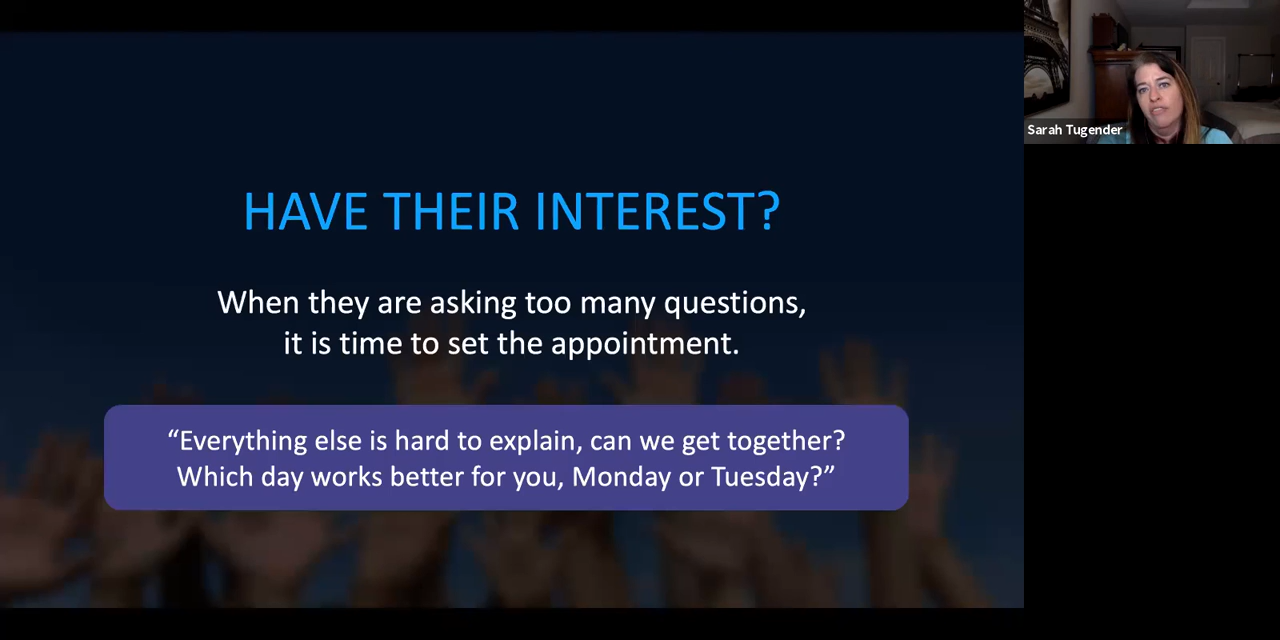 HAVE THEIR INTEREST?
When they are asking too many questions,
it is time to set the appointment.
“Everything else is hard to explain, can we get together?
Which day works better for you, Monday or Tuesday?”
Sarah Tugender